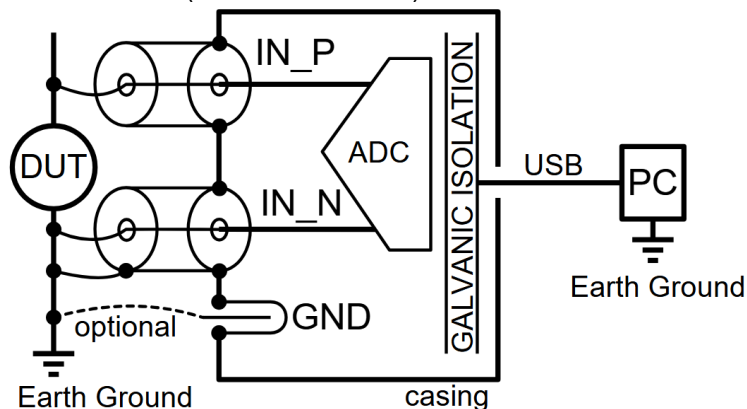 IN_P
DUT
ADC
GALVANIC ISOLATION
USB
PC
IN_N
Earth Ground
optional
GND
Earth Ground
casing